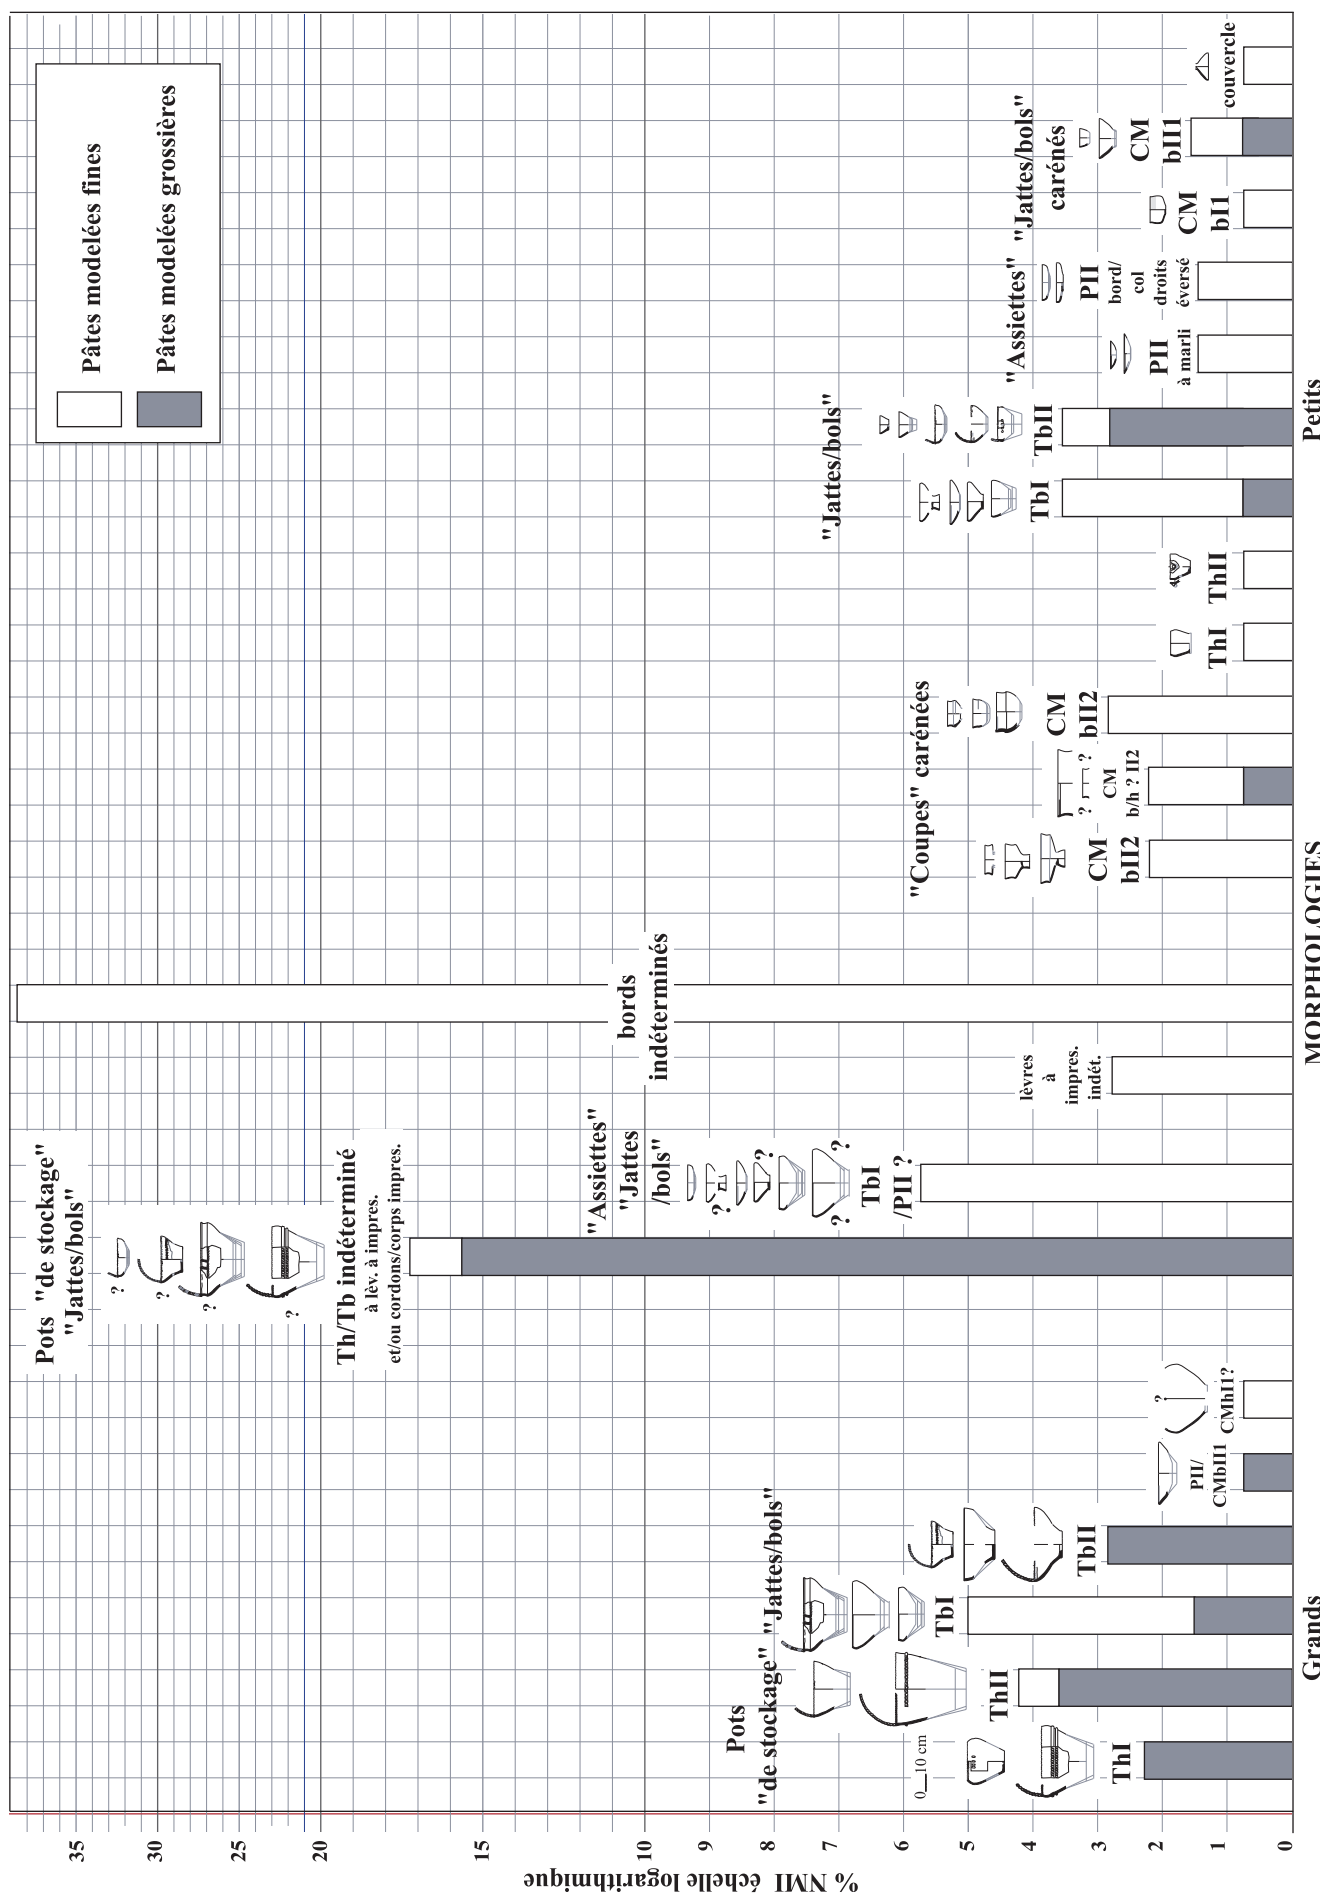 Pâtes modelées fines
Pâtes modelées grossières
% NMI échelle logarithmique
35
30
25
20
15
10
9
8
7
6
5
4
3
2
1
0
Pots
"de stockage"
0__10 cm
ThI
ThII
"Jattes/bols"
TbI
TbII
PII/
CMbII1
?
CMhI1?
Pots "de stockage"
"Jattes/bols"
?
?
?
?
Th/Tb indéterminé
à lèv. à impres.
et/ou cordons/corps impres.
"Assiettes"
"Jattes
/bols"
?
?
?
?
TbI
/PII ?
lèvres
à
impres.
indét.
bords
indéterminés
"Coupes" carénées
CM
bII2
? ?
CM
b/h ? II2
CM
bII2
ThI
ThII
"Jattes/bols"
TbI
TbII
"Assiettes"
PII
à marli
PII
bord/
col
droits
éversé
"Jattes/bols"
carénés
CM
bI1
CM
bII1
couvercle
Grands
MORPHOLOGIES
Petits